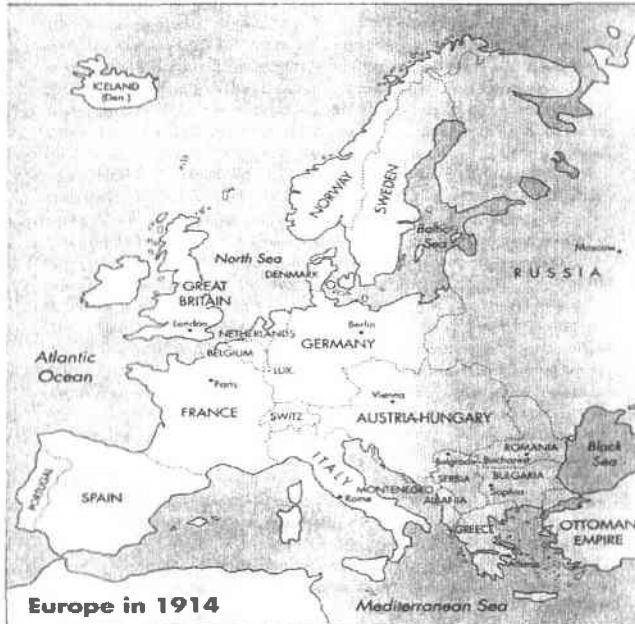 ICELAND
(Den.)
NORWAY
SWEDEN
Baltic
Sea
Moscow
RUSSIA
North Sea
DENMARK
GREAT
BRITAIN
London
NETHERLANDS
BELGIUM
Berlin
GERMANY
Atlantic
Ocean
LUX.
Paris
FRANCE
SWITZ
Vienna
AUSTRIA-HUNGARY
ITALY
Rome
ROMANIA
Belgrade
Bucharest
Black
Sea
SERBIA
BULGARIA
MONTENEGRO
Sophia
ALBANIA
PORTUGAL
SPAIN
GREECE
OTTOMAN
EMPIRE
Europe in 1914
Mediterranean Sea